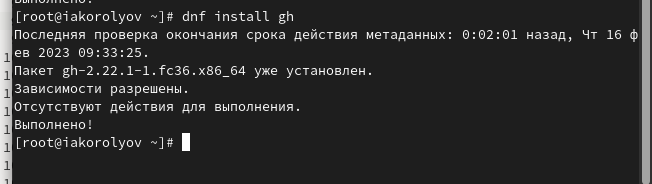 Выполнено!
[root@iakorolyov ~]# dnf install gh
Последняя проверка окончания срока действия метаданных: 0:02:01 назад, Чт 16 ф
ев 2023 09:33:25.
Пакет gh-2.22.1-1.fc36.x86_64 уже установлен.
Зависимости разрешены.
Отсутствуют действия для выполнения.
Выполнено!
[root@iakorolyov ~]#